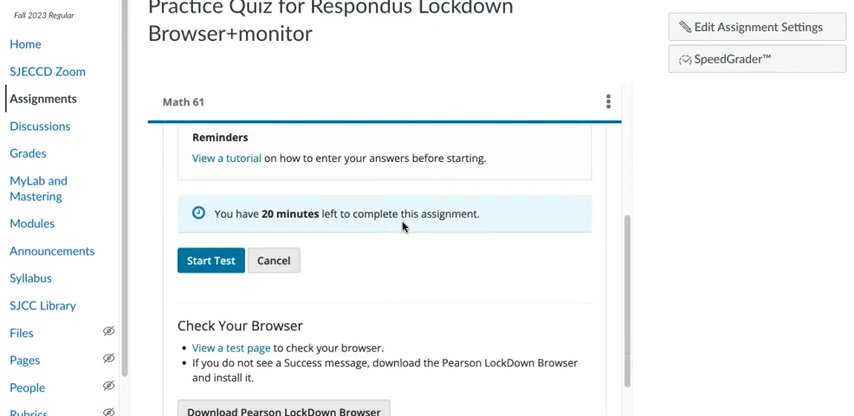 Fall 2023 Regular
Home
SJECCD Zoom
Assignments
Discussions
Grades
MyLab and
Mastering
Modules
Announcements
Syllabus
SJCC Library
Files
Pages
People
Rubrics
Practice Quiz for Respondus Lockdown
Browser+monitor
Math 61
Reminders
View a tutorial on how to enter your answers before starting.
You have 20 minutes left to complete this assignment.
Start Test
Cancel
Check Your Browser
• View a test page to check your browser.
• If you do not see a Success message, download the Pearson LockDown Browser
and install it.
Download Pearson LockDown Browser
Edit Assignment Settings
SpeedGrader™